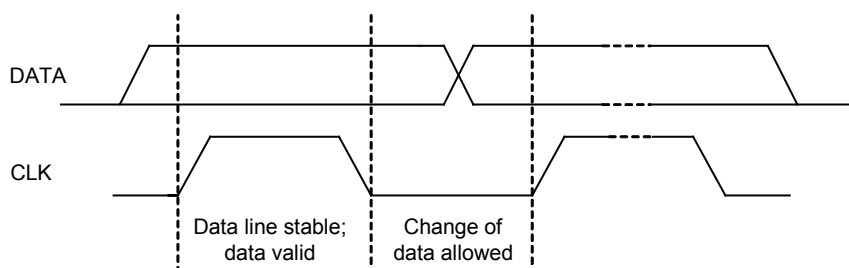 DATA
CLK
Data line stable;
data valid
Change of
data allowed